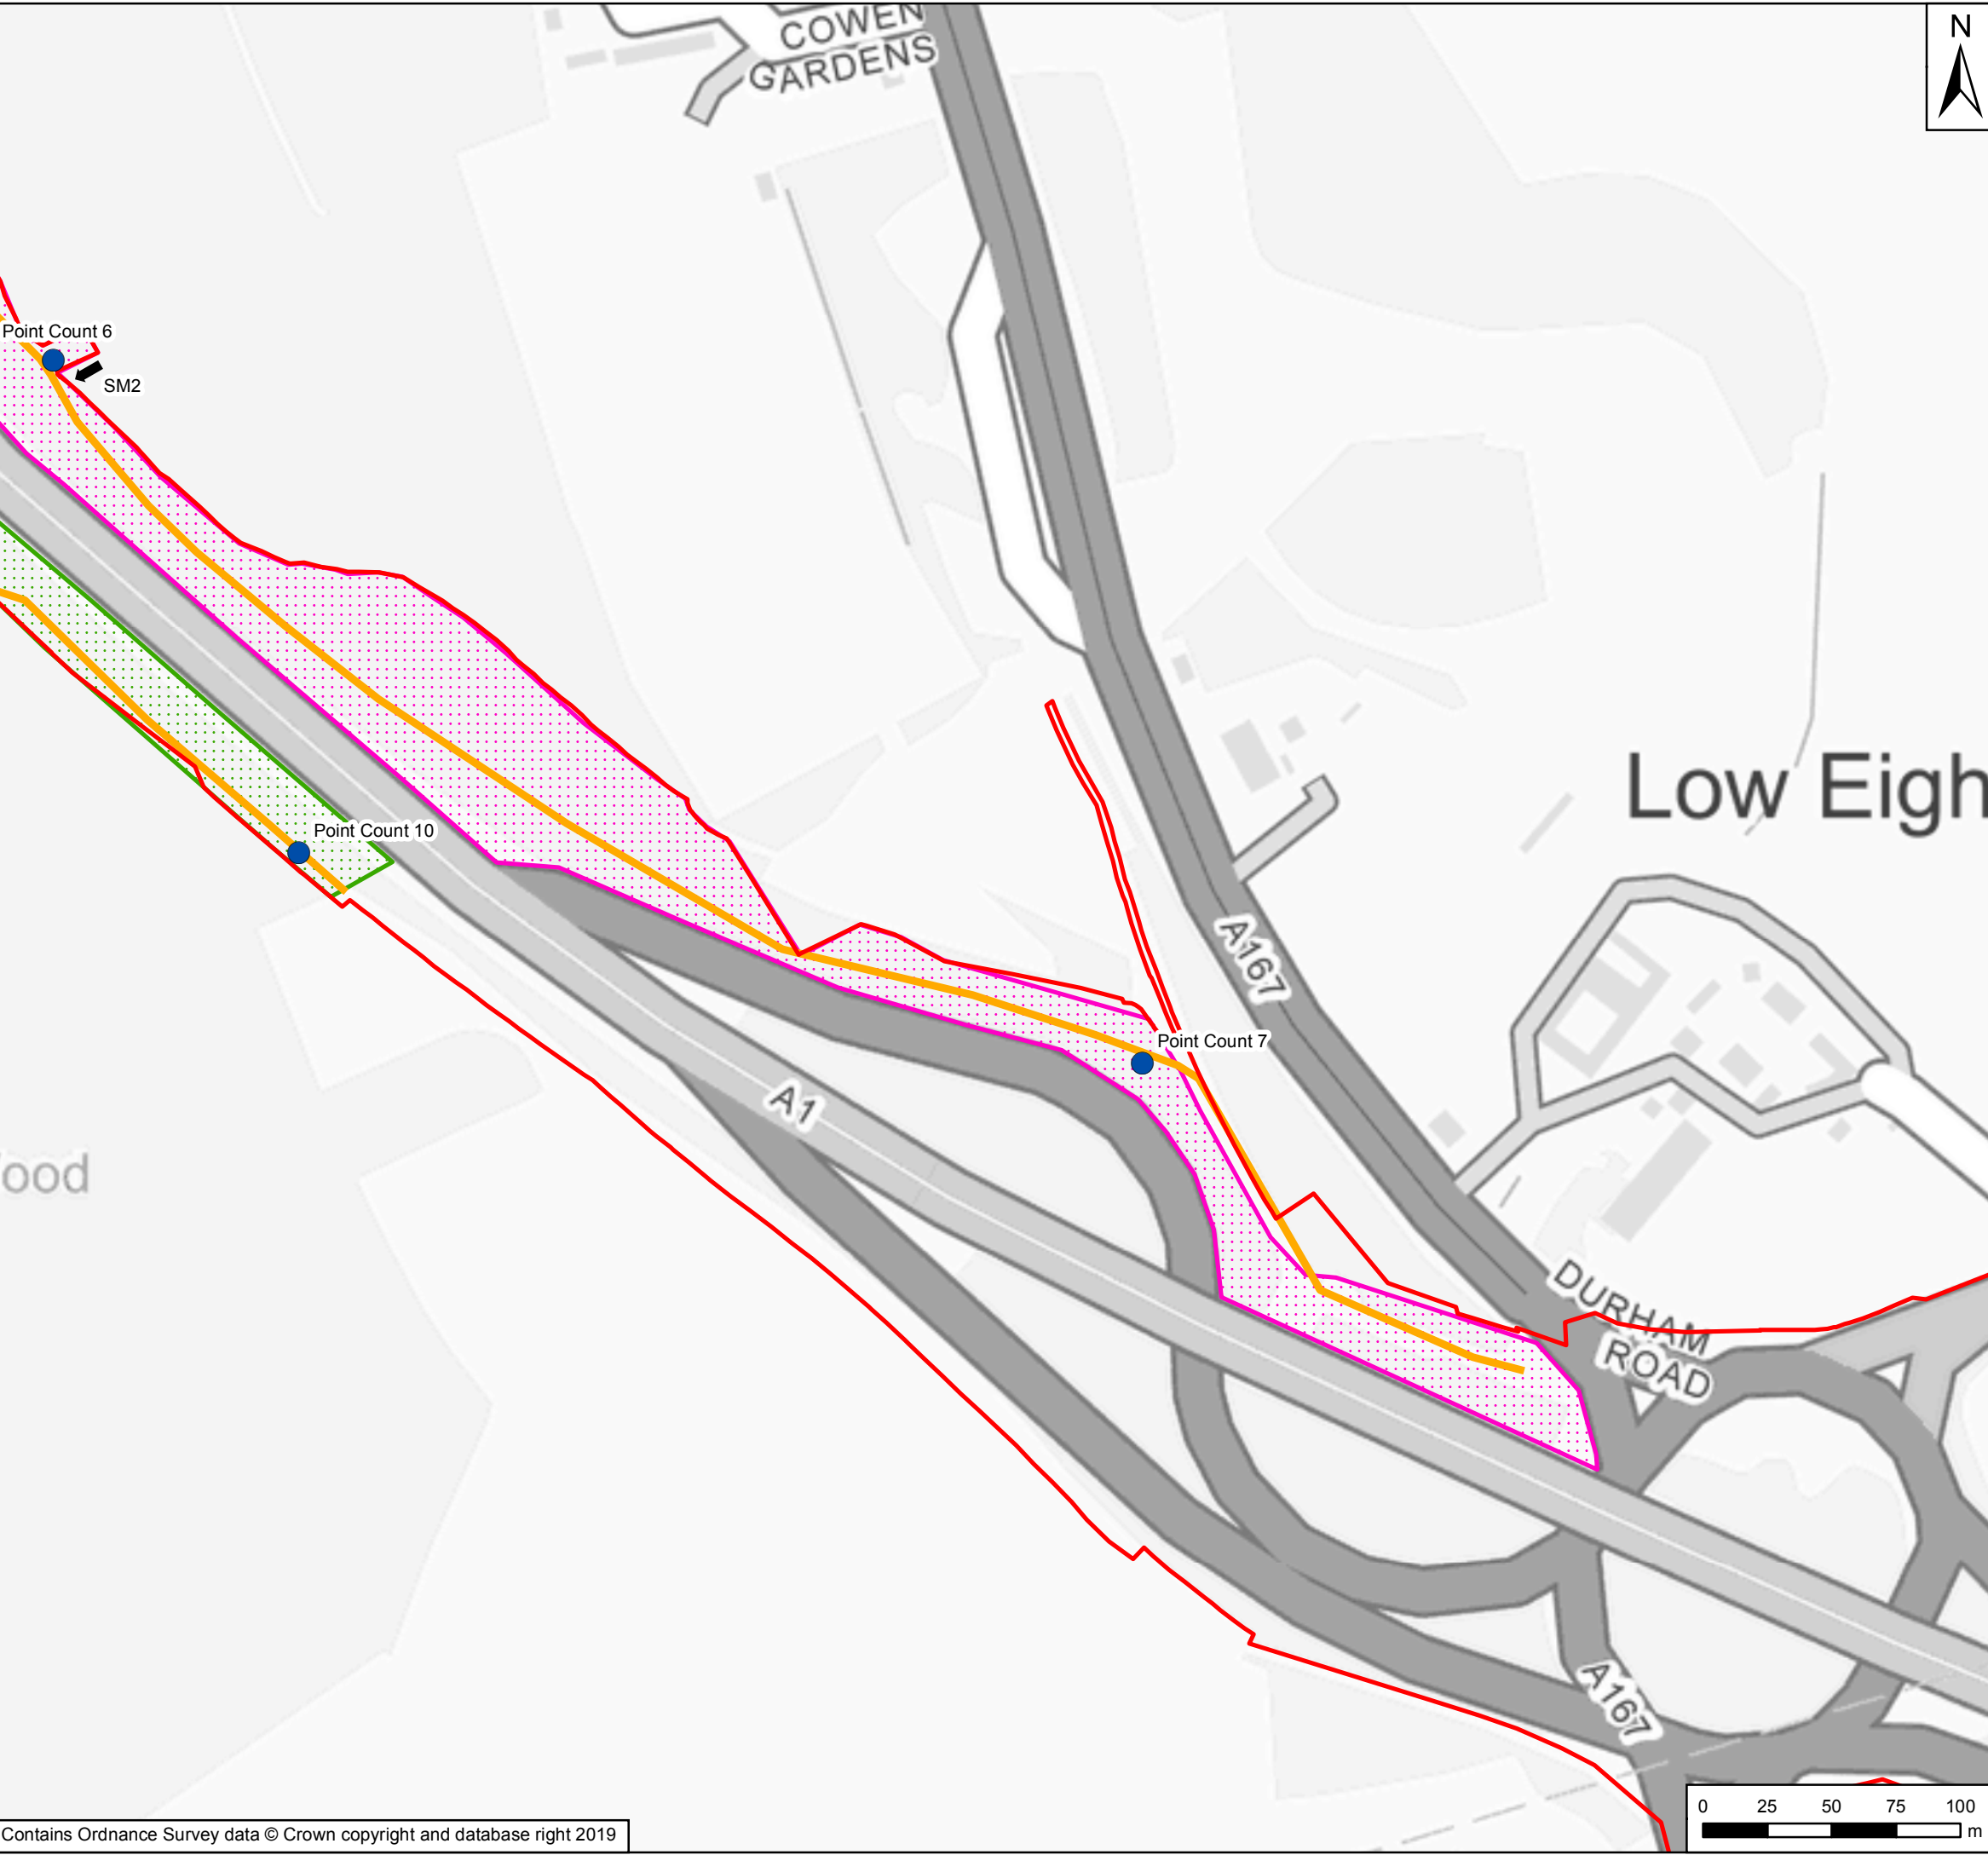 COWEN
GARDENS
N
Point Count 6
SM2
Low Eigh
Point Count 10
A167
Point Count 7
A1
ood
DURHAM
ROAD
A167
0 25 50 75 100
m
Contains Ordnance Survey data © Crown copyright and database right 2019